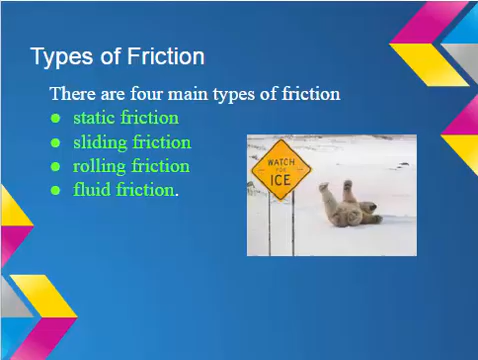 Types of Friction
There are four main types of friction
static friction
sliding friction
rolling friction
fluid friction.
WATCH
FOR
ICE